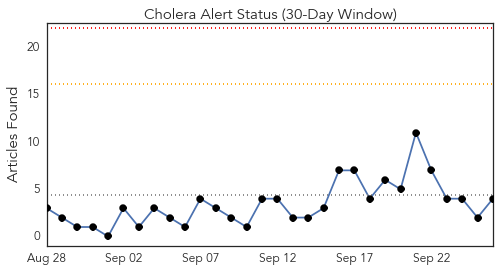 Cholera Alert Status (30-Day Window)
Articles Found
20
15
10
5
0
Aug 28 Sep 02 Sep 07 Sep 12 Sep 17 Sep 22